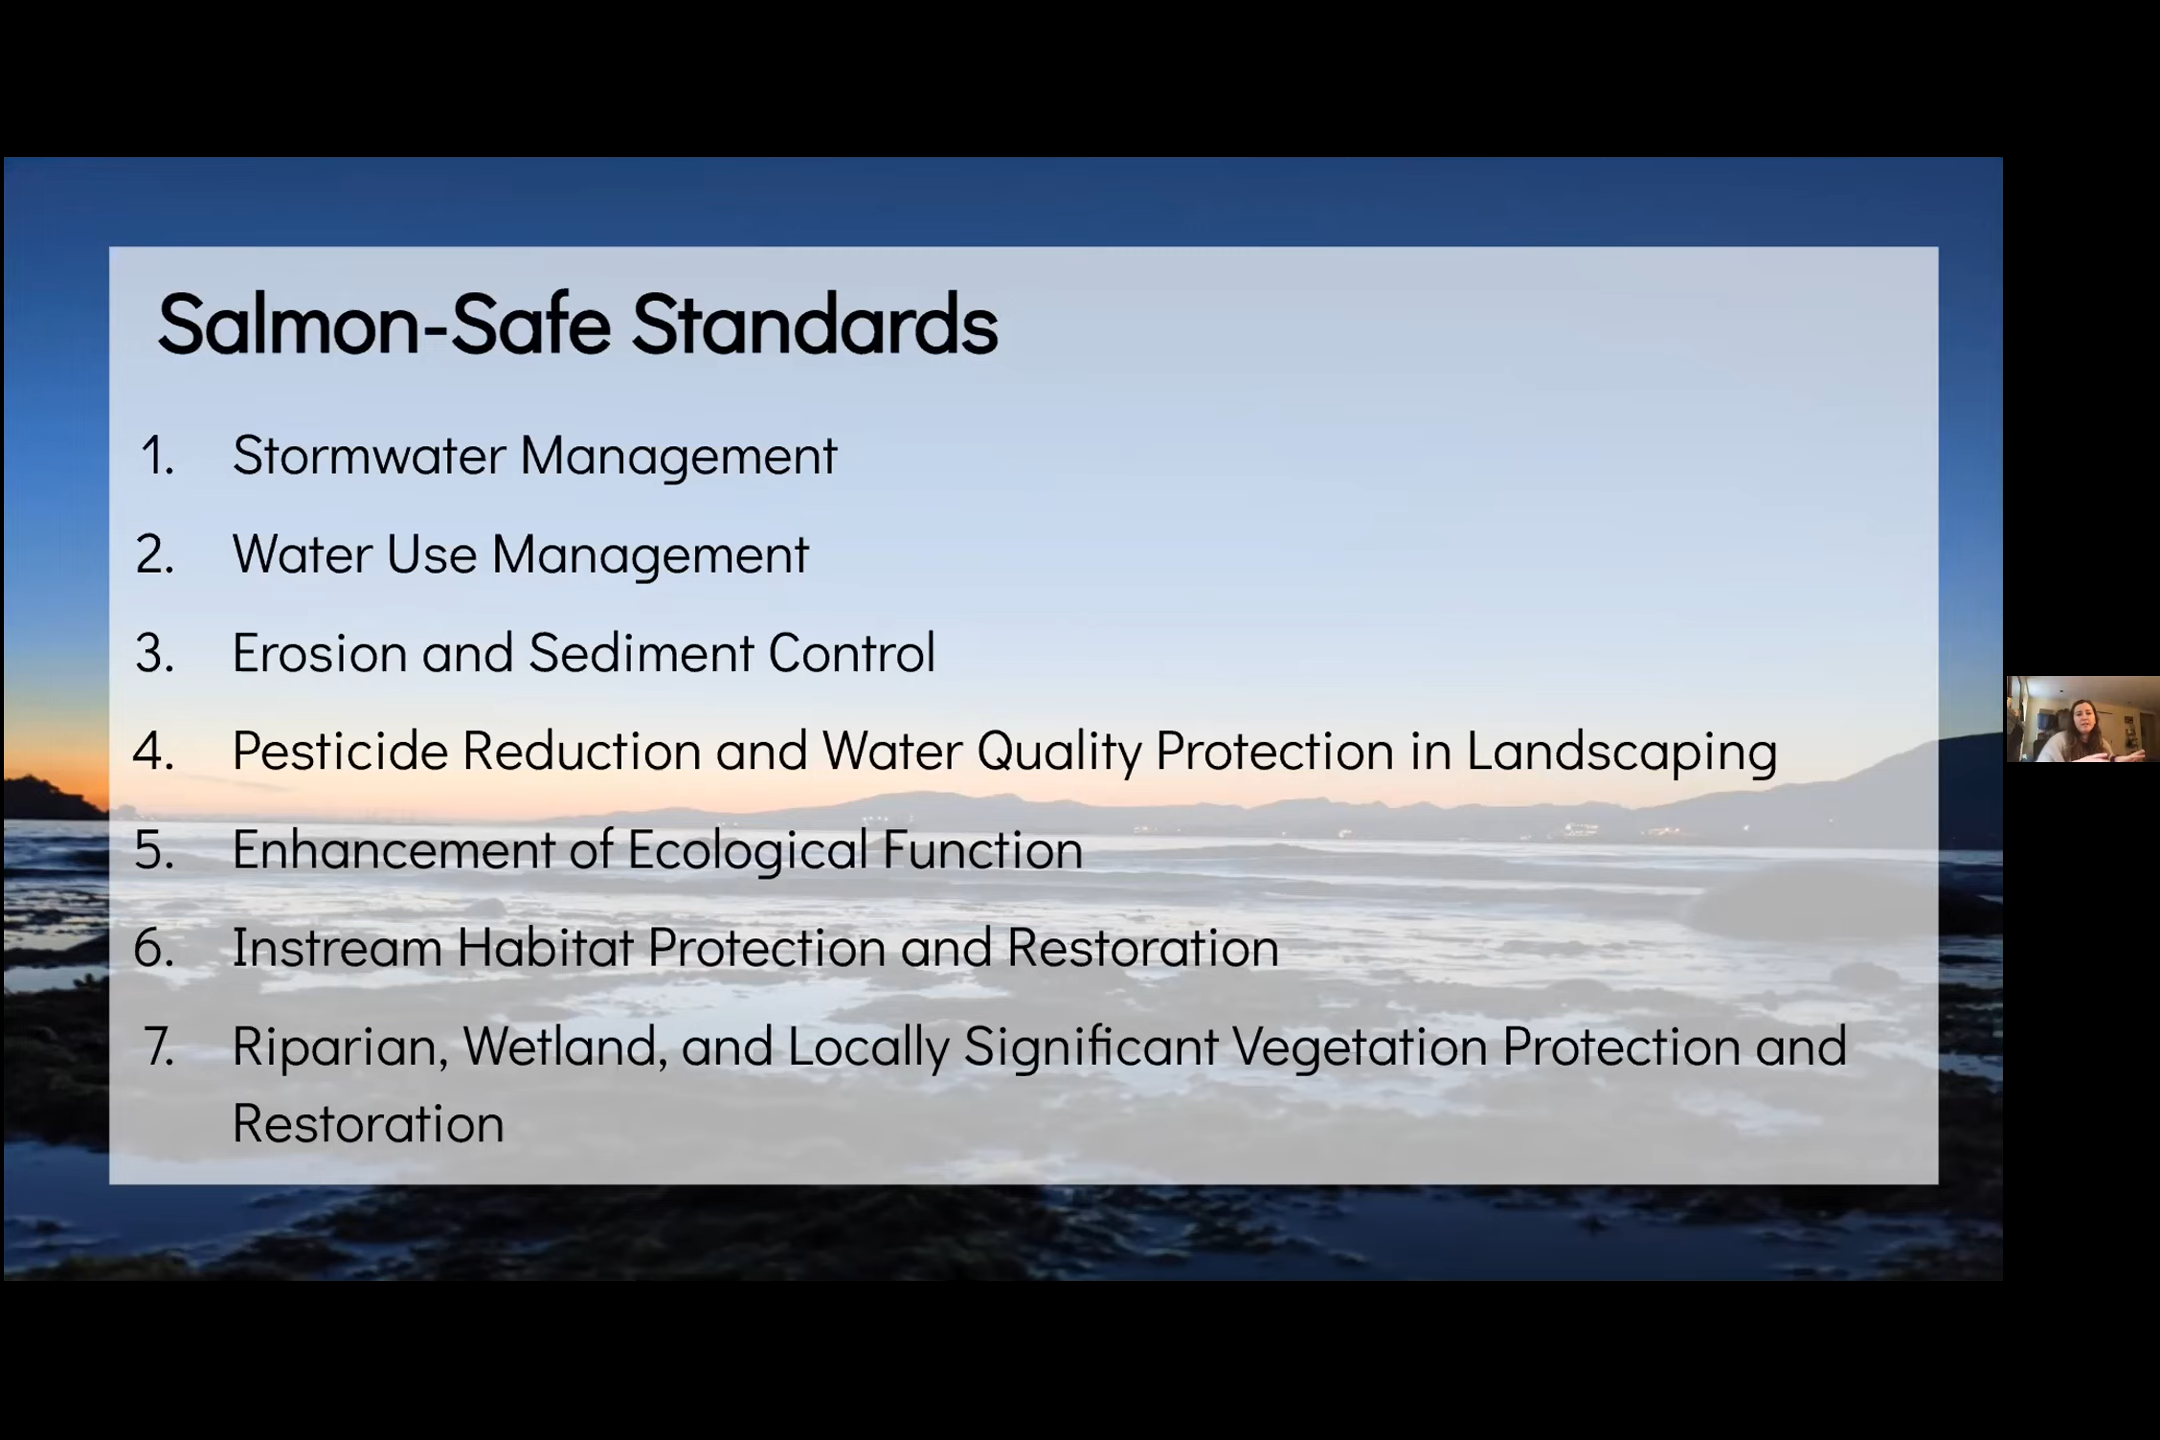 Salmon-Safe Standards
1. Stormwater Management
2. Water Use Management
3. Erosion and Sediment Control
4. Pesticide Reduction and Water Quality Protection in Landscaping
5. Enhancement of Ecological Function
6. Instream Habitat Protection and Restoration
7. Riparian, Wetland, and Locally Significant Vegetation Protection and
Restoration